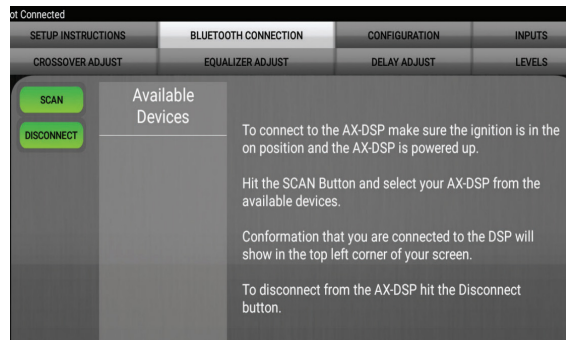 ot Connected
SETUP INSTRUCTIONS BLUETOOTH CONNECTION CONFIGURATION INPUTS
CROSSOVER ADJUST EQUALIZER ADJUST DELAY ADJUST LEVELS
SCAN
DISCONNECT
Available
Devices
To connect to the AX-DSP make sure the ignition is in the
on position and the AX-DSP is powered up.
Hit the SCAN Button and select your AX-DSP from the
available devices.
Conformation that you are connected to the DSP will
show in the top left corner of your screen.
To disconnect from the AX-DSP hit the Disconnect
button.